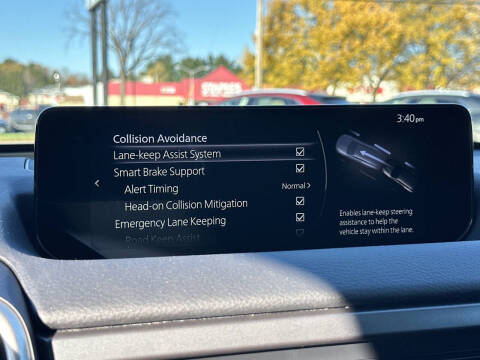 STAPLES
3:40pm
Collision Avoidance
Lane-keep Assist System
Smart Brake Support
Alert Timing
Normal
Head-on Collision Mitigation
Emergency Lane Keeping
Road Keep Assist
Enables lane-keep steering
assistance to help the
vehicle stay within the lane.